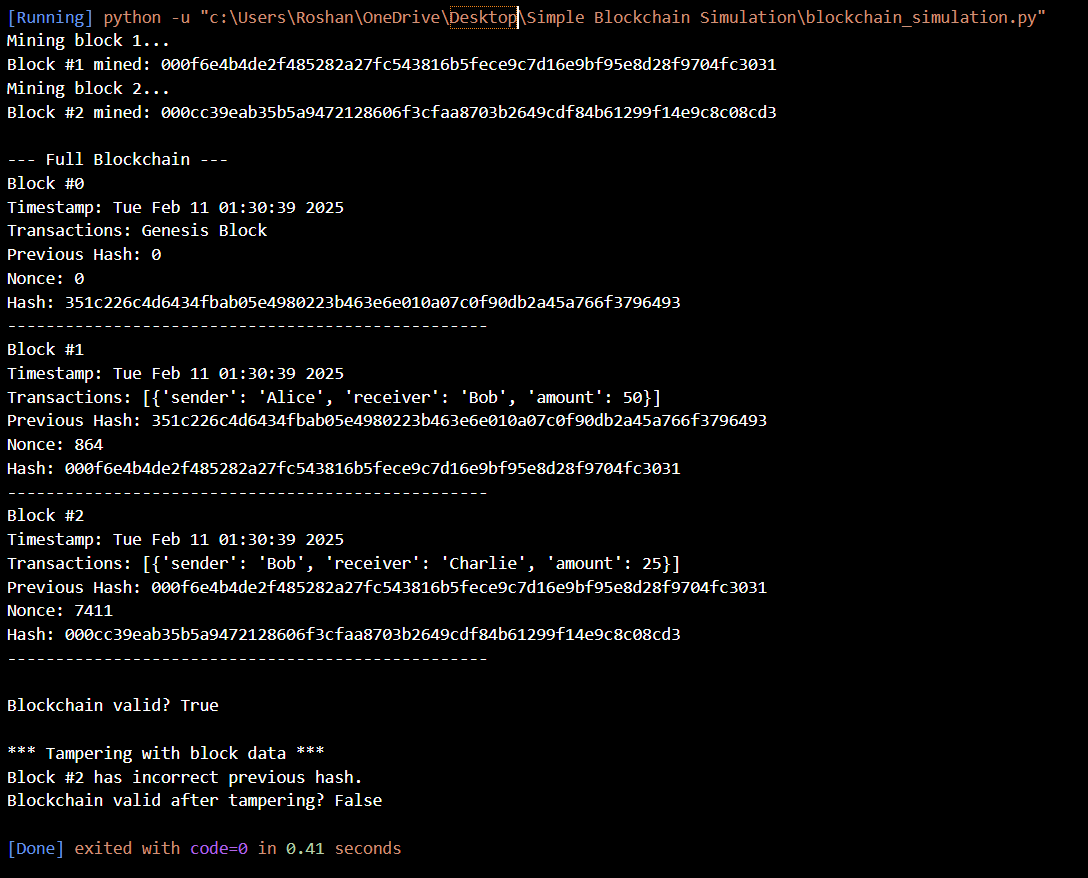 [Running] python -u "c:\Users\Roshan\OneDrive\Desktop\Simple Blockchain Simulation\blockchain_simulation.py"
Mining block 1...
Block #1 mined: 000f6e4b4de2f485282a27fc543816b5fece9c7d16e9bf95e8d28f9704fc3031
Mining block 2...
Block #2 mined: 000cc39eab35b5a9472128606f3cfaa8703b2649cdf84b61299f14e9c8c08cd3

--- Full Blockchain ---
Block #0
Timestamp: Tue Feb 11 01:30:39 2025
Transactions: Genesis Block
Previous Hash: 0
Nonce: 0
Hash: 351c226c4d6434fbab05e4980223b463e6e010a07c0f90db2a45a766f3796493
--------------------------------------------------
Block #1
Timestamp: Tue Feb 11 01:30:39 2025
Transactions: [{'sender': 'Alice', 'receiver': 'Bob', 'amount': 50}]
Previous Hash: 351c226c4d6434fbab05e4980223b463e6e010a07c0f90db2a45a766f3796493
Nonce: 864
Hash: 000f6e4b4de2f485282a27fc543816b5fece9c7d16e9bf95e8d28f9704fc3031
--------------------------------------------------
Block #2
Timestamp: Tue Feb 11 01:30:39 2025
Transactions: [{'sender': 'Bob', 'receiver': 'Charlie', 'amount': 25}]
Previous Hash: 000f6e4b4de2f485282a27fc543816b5fece9c7d16e9bf95e8d28f9704fc3031
Nonce: 7411
Hash: 000cc39eab35b5a9472128606f3cfaa8703b2649cdf84b61299f14e9c8c08cd3
--------------------------------------------------

Blockchain valid? True

*** Tampering with block data ***
Block #2 has incorrect previous hash.
Blockchain valid after tampering? False

[Done] exited with code=0 in 0.41 seconds